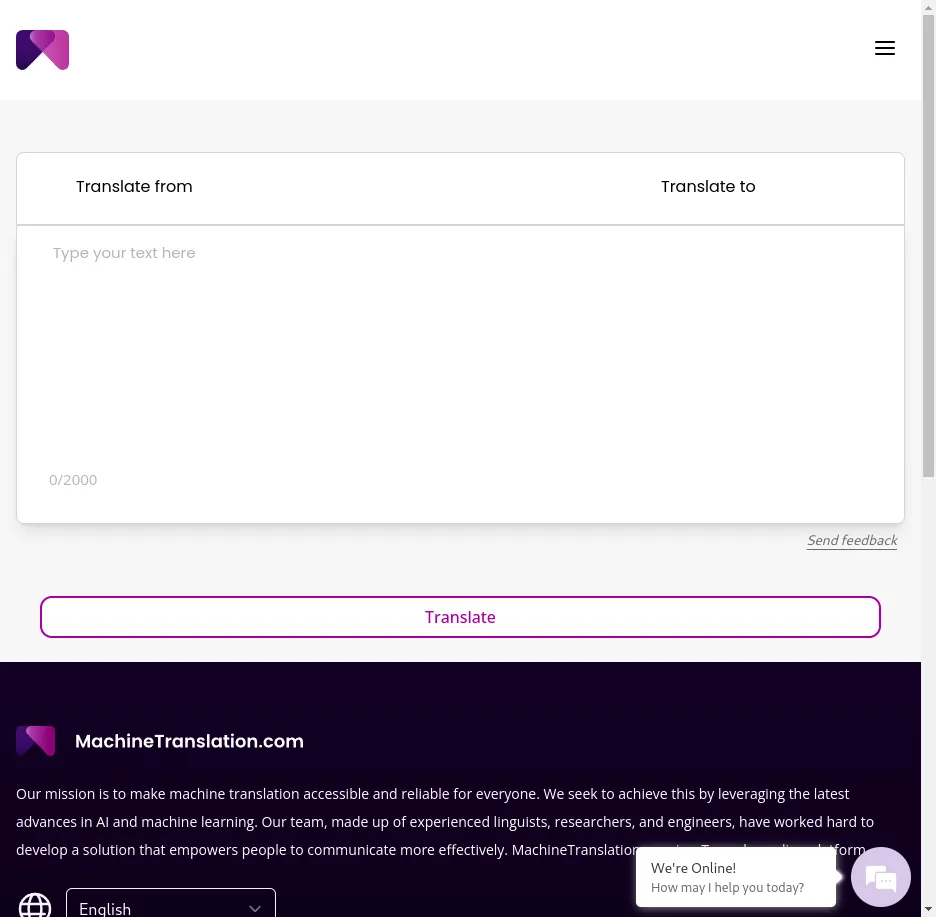 Translate from
Translate to
Type your text here
0/2000
Send feedback
Translate
MachineTranslation.com
Our mission is to make machine translation accessible and reliable for everyone. We seek to achieve this by leveraging the latest
advances in AI and machine learning. Our team, made up of experienced linguists, researchers, and engineers, have worked hard to
develop a solution that empowers people to communicate more effectively. MachineTranslation
We're Online!
How may I help you today?
English